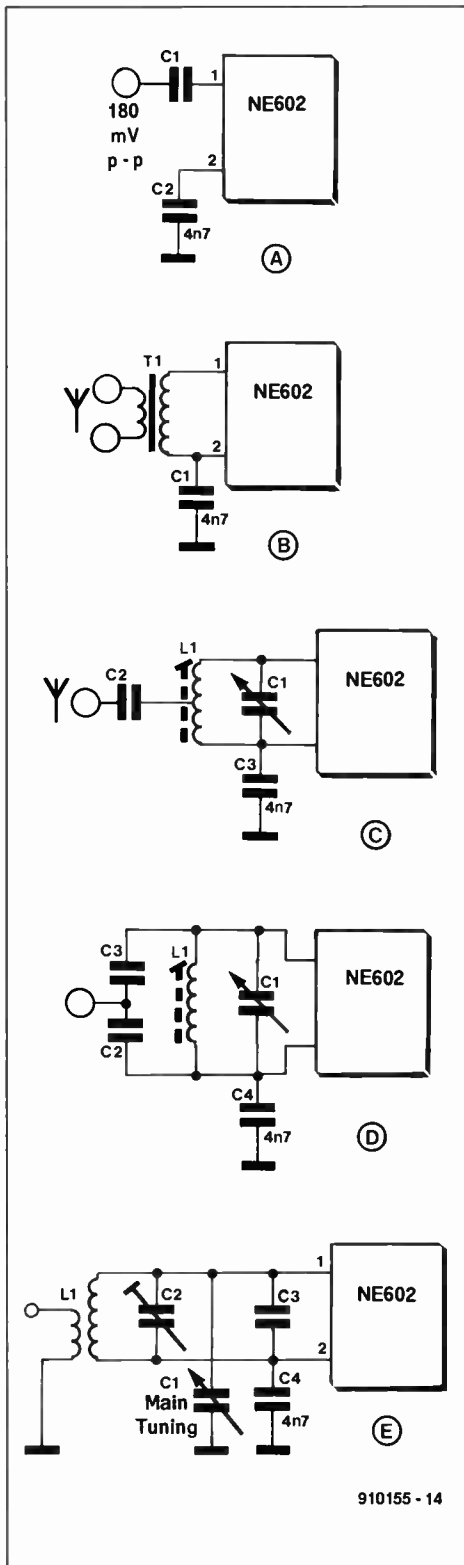 C1
1
NE602
180
mV
p - p
2
C2
4n7
A
T1
1
NE602
2
C1
4n7
B
L1
C2
C1
NE602
C3
4n7
C
C3
L1
C1
NE602
C2
C4
4n7
D
1
L1
C2
C3
NE602
2
C1
Main
Tuning
C4
4n7
E
910155 - 14